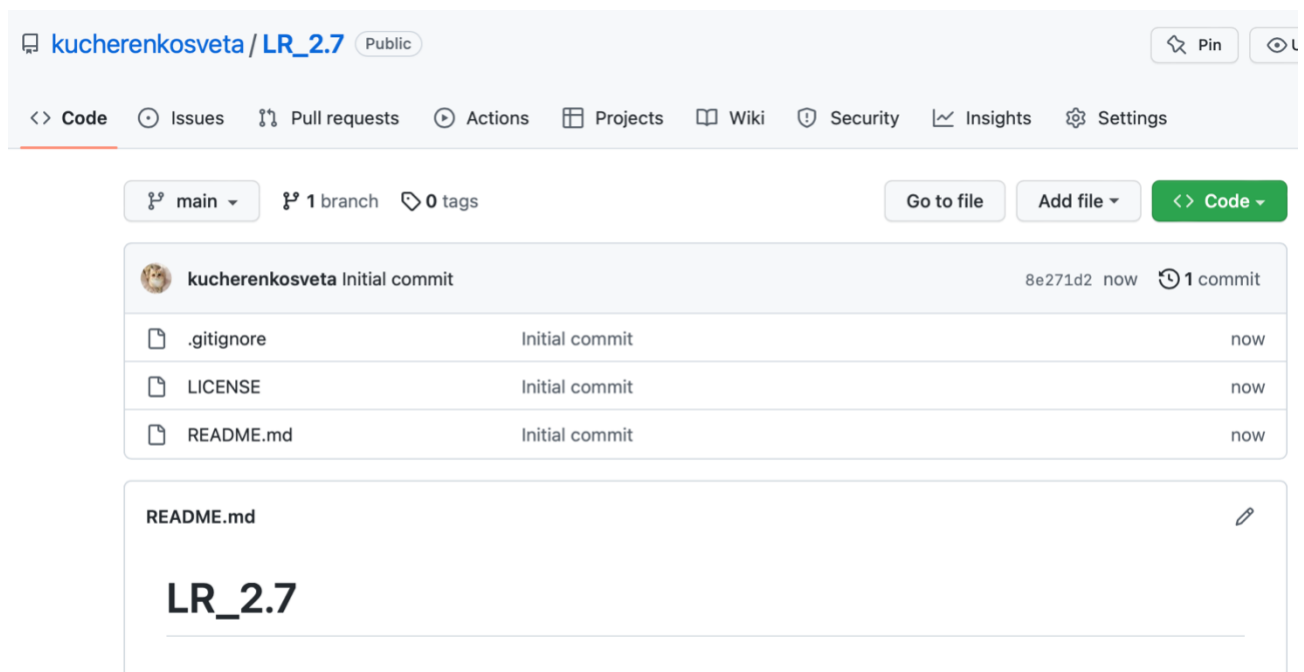 kucherenkosveta / LR_2.7 Public Pin
Code Issues Pull requests Actions Projects Wiki Security Insights Settings
main 1 branch 0 tags Go to file Add file Code
kucherenkosveta Initial commit 8e271d2 now 1 commit
.gitignore Initial commit now
LICENSE Initial commit now
README.md Initial commit now
README.md
LR_2.7